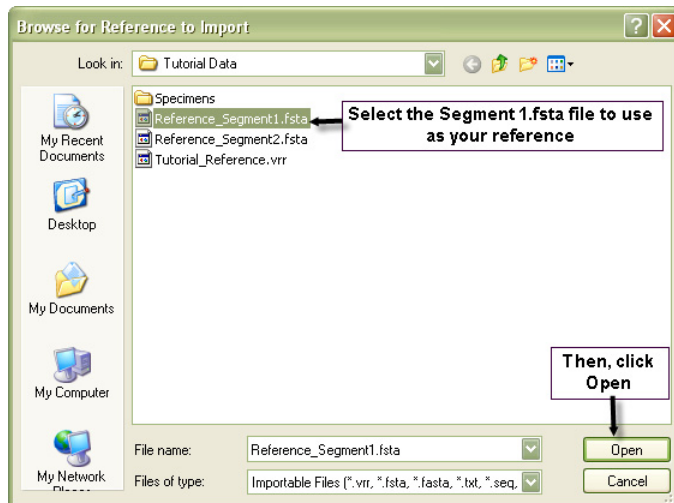 Browse for Reference to Import
Look in:
Tutorial Data
My Recent
Documents
Desktop
My Documents
My Computer
My Network
Specimens
Reference_Segment1.fsta
Reference_Segment2.fsta
Tutorial_Reference.vrr
Select the Segment 1.fsta file to use
as your reference
Then, click
Open
File name:
Reference_Segment1.fsta
Open
Files of type:
Importable Files (*.vrr, *.fsta, *.fasta, *.txt, *.seq,
Cancel